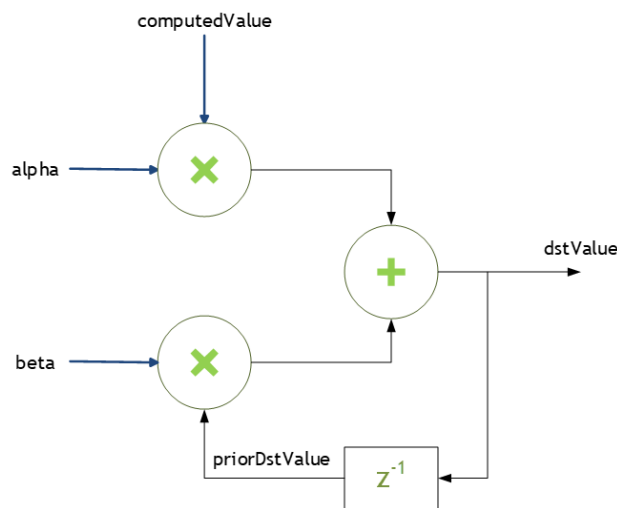 computedValue
alpha
×
+
dstValue
beta
×
priorDstValue
z⁻¹